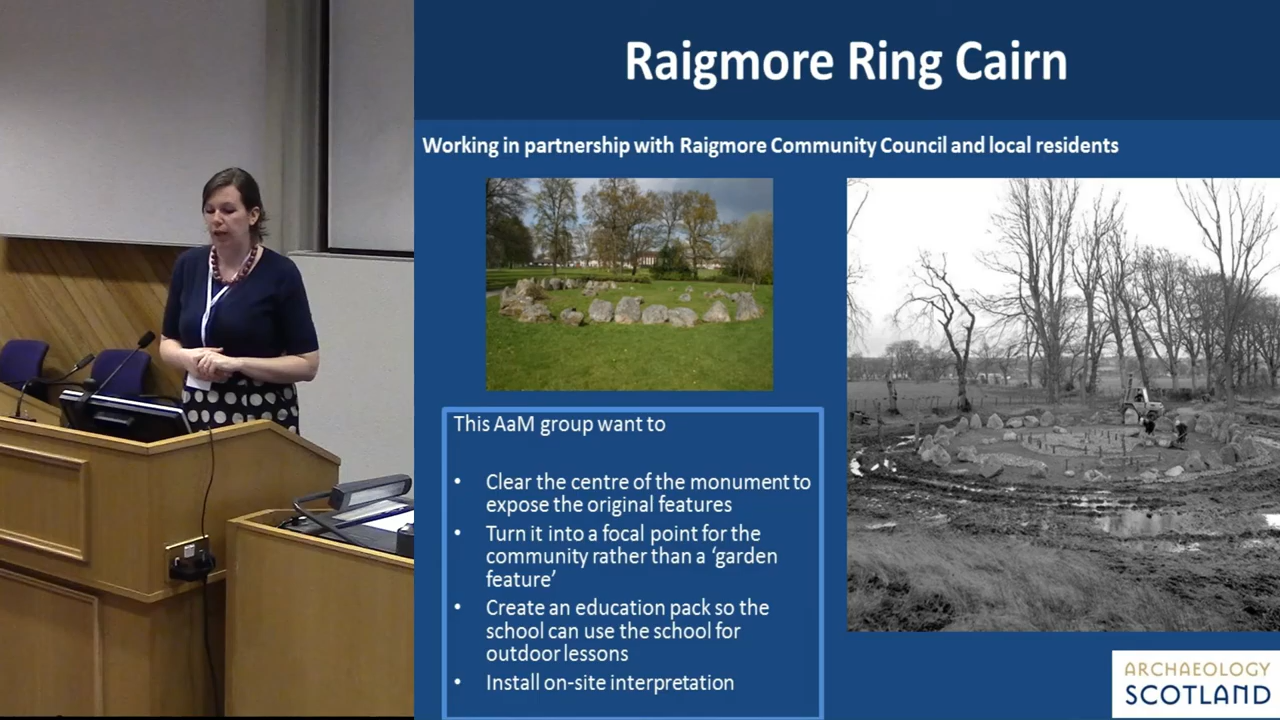 Raigmore Ring Cairn
Working in partnership with Raigmore Community Council and local residents
This AaM group want to
• Clear the centre of the monument to
expose the original features
• Turn it into a focal point for the
community rather than a ‘garden
feature’
• Create an education pack so the
school can use the school for
outdoor lessons
• Install on-site interpretation
ARCHAEOLOGY
SCOTLAND